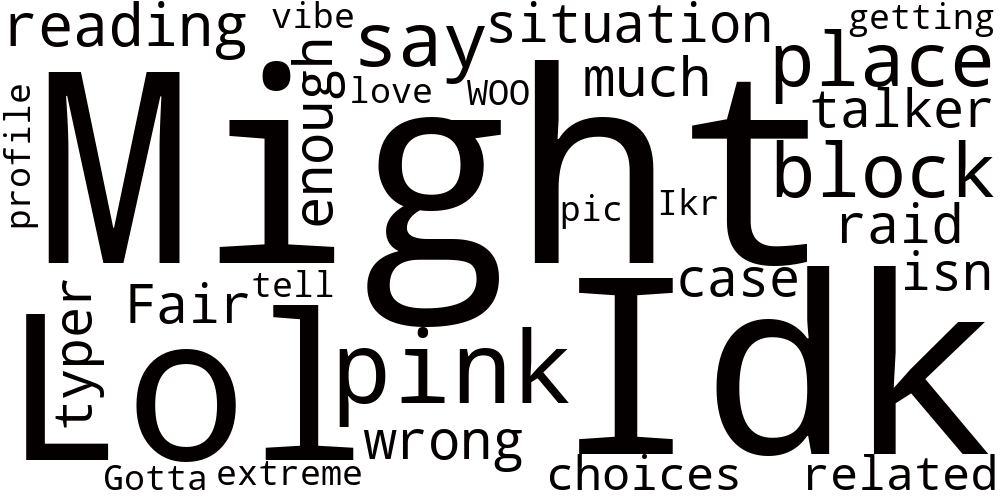 reading
vibe
say
situation
getting
place
profile
Might
enough
love
WOO
much
talker
block
pic
Ikr
raid
case
isn
typer
Fair
tell
Lol
pink
Idk
wrong
Gotta
extreme
choices
related